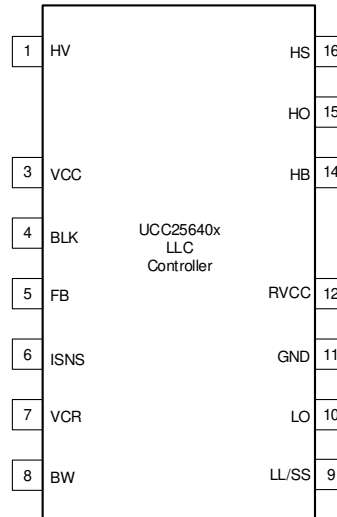 1 HV HS 16
HO 15
3 VCC HB 14
4 BLK
UCC25640x
LLC
Controller
5 FB RVCC 12
6 ISNS GND 11
7 VCR LO 10
8 BW LL/SS 9